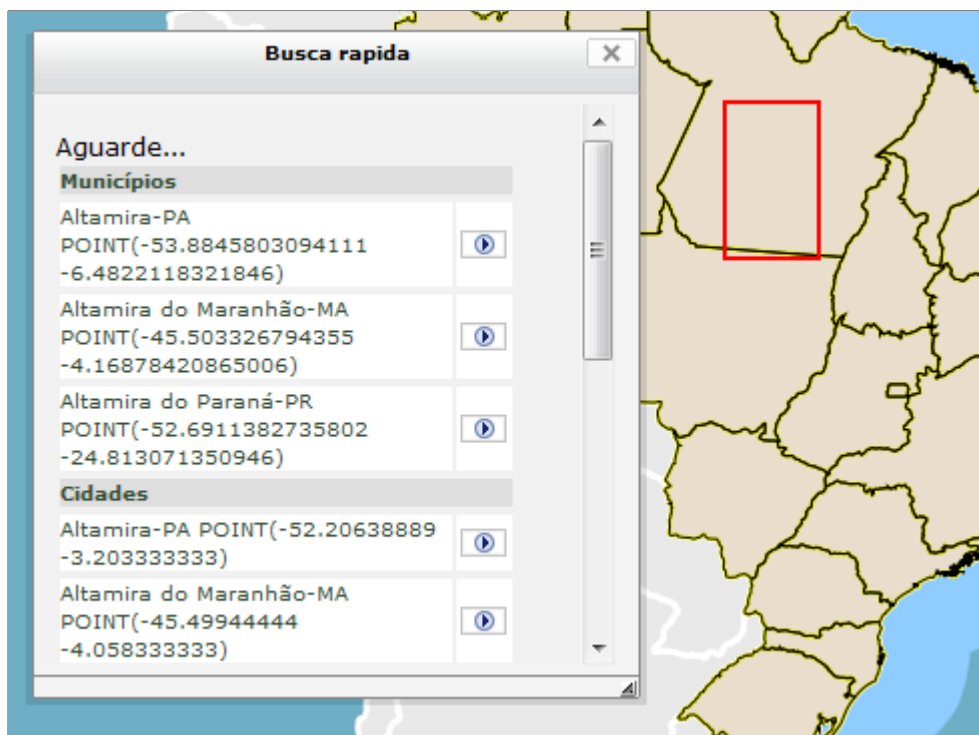 Busca rapida
Aguarde...
Municípios
Altamira-PA
POINT(-53.8845803094111
-6.4822118321846)
Altamira do Maranhão-MA
POINT(-45.503326794355
-4.16878420865006)
Altamira do Paraná-PR
POINT(-52.6911382735802
-24.813071350946)
Cidades
Altamira-PA POINT(-52.20638889
-3.203333333)
Altamira do Maranhão-MA
POINT(-45.49944444
-4.058333333)